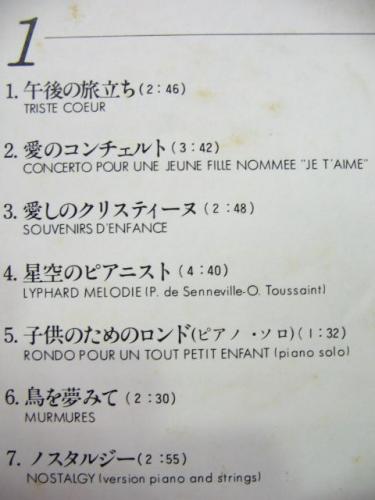 1
1. 午後の旅立ち(2:46)
TRISTE COEUR
2. 愛のコンチェルト(3:42)
CONCERTO POUR UNE JEUNE FILLE NOMMEE "JE T'AIME"
3. 愛しのクリスティーヌ(2:48)
SOUVENIRS D'ENFANCE
4. 星空のピアニスト(4:40)
LYPHARD MELODIE(P. de Senneville-O. Toussaint)
5. 子供のためのロンド(ピアノ・ソロ)(1:32)
RONDO POUR UN TOUT PETIT ENFANT (piano solo)
6. 鳥を夢みて(2:30)
MURMURES
7. ノスタルジー(2:55)
NOSTALGY (version piano and strings)